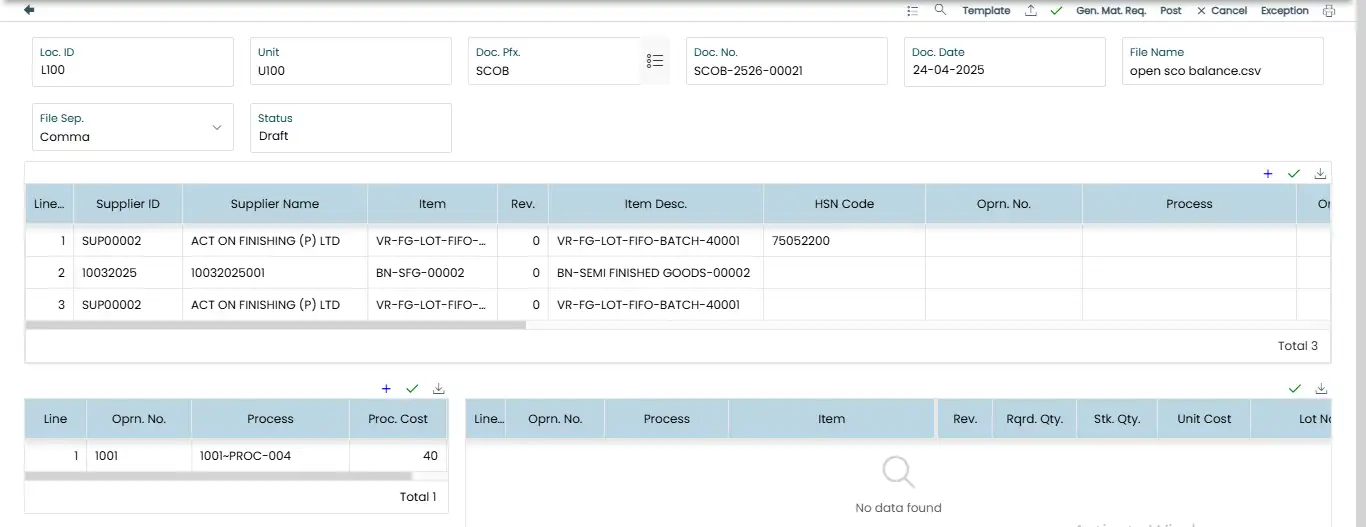 Template Gen. Mat. Req. Post Cancel Exception
Loc. ID Unit Doc. Pfx. Doc. No. Doc. Date File Name
L100 U100 SCOB SCOB-2526-00021 24-04-2025 open sco balance.csv
File Sep. Status
Comma Draft
Line... Supplier ID Supplier Name Item Rev. Item Desc. HSN Code Oprn. No. Process
1 SUP00002 ACT ON FINISHING (P) LTD VR-FG-LOT-FIFO-... 0 VR-FG-LOT-FIFO-BATCH-40001 75052200
2 10032025 10032025001 BN-SFG-00002 0 BN-SEMI FINISHED GOODS-00002
3 SUP00002 ACT ON FINISHING (P) LTD VR-FG-LOT-FIFO-... 0 VR-FG-LOT-FIFO-BATCH-40001
Total 3
Line Oprn. No. Process Proc. Cost
1 1001 1001~PROC-004 40
Total 1
Line... Oprn. No. Process Item Rev. Rqrd. Qty. Stk. Qty. Unit Cost Lot
No data found